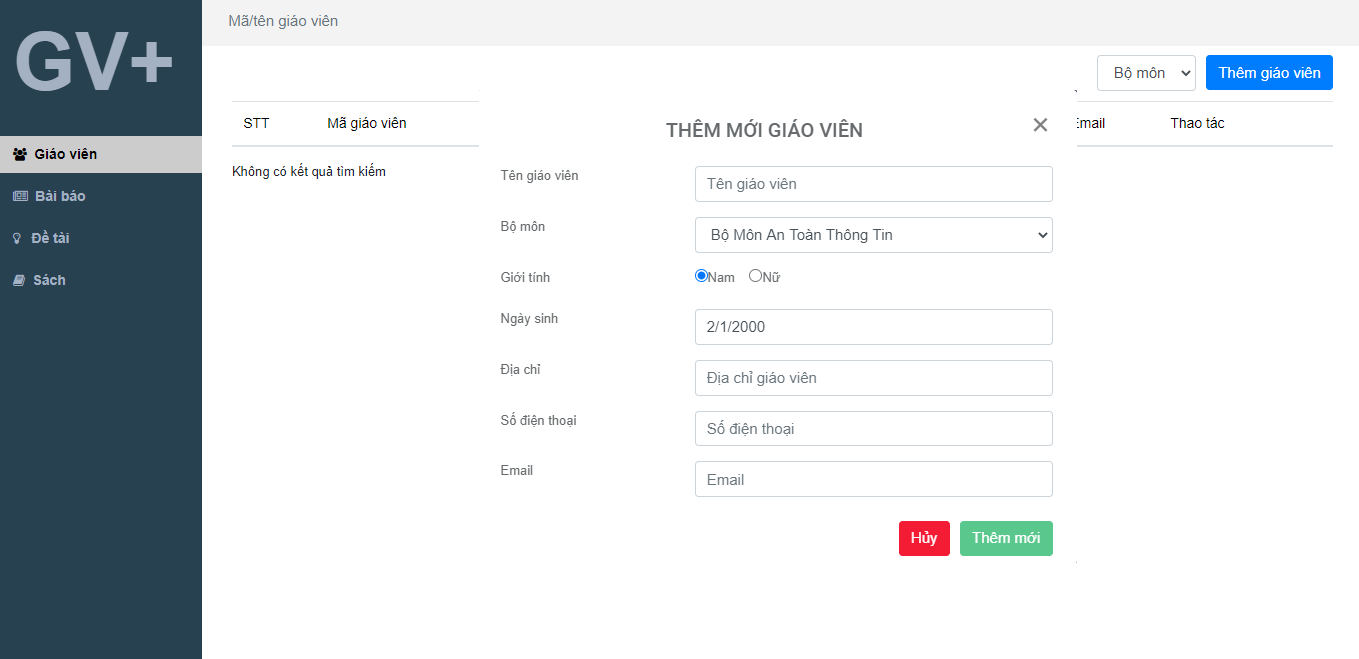 GV+
Mã/tên giáo viên
Bộ môn
Thêm giáo viên
Giáo viên
Bài báo
Đề tài
Sách
STT
Mã giáo viên
Email
Thao tác
Không có kết quả tìm kiếm
THÊM MỚI GIÁO VIÊN
Tên giáo viên
Tên giáo viên
Bộ môn
Bộ Môn An Toàn Thông Tin
Giới tính
Nam
Nữ
Ngày sinh
2/1/2000
Địa chỉ
Địa chỉ giáo viên
Số điện thoại
Số điện thoại
Email
Email
Hủy
Thêm mới